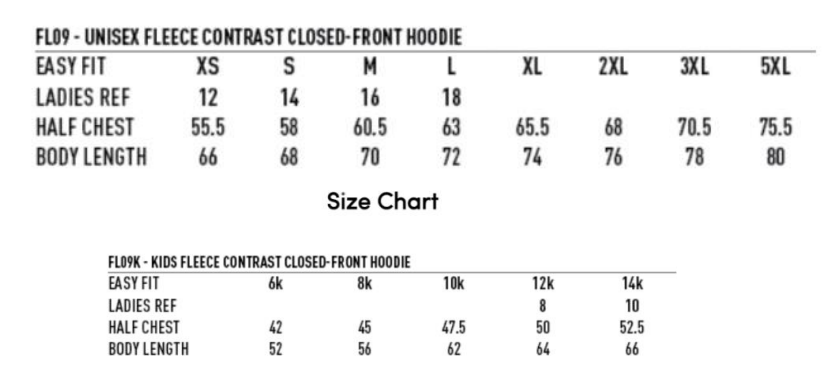 FL09 - UNISEX FLEECE CONTRAST CLOSED-FRONT HOODIE
EASY FIT XS S M L XL 2XL 3XL 5XL
LADIES REF 12 14 16 18
HALF CHEST 55.5 58 60.5 63 65.5 68 70.5 75.5
BODY LENGTH 66 68 70 72 74 76 78 80
Size Chart
FL09K - KIDS FLEECE CONTRAST CLOSED-FRONT HOODIE
EASY FIT 6k 8k 10k 12k 14k
LADIES REF 8 10
HALF CHEST 42 45 47.5 50 52.5
BODY LENGTH 52 56 62 64 66